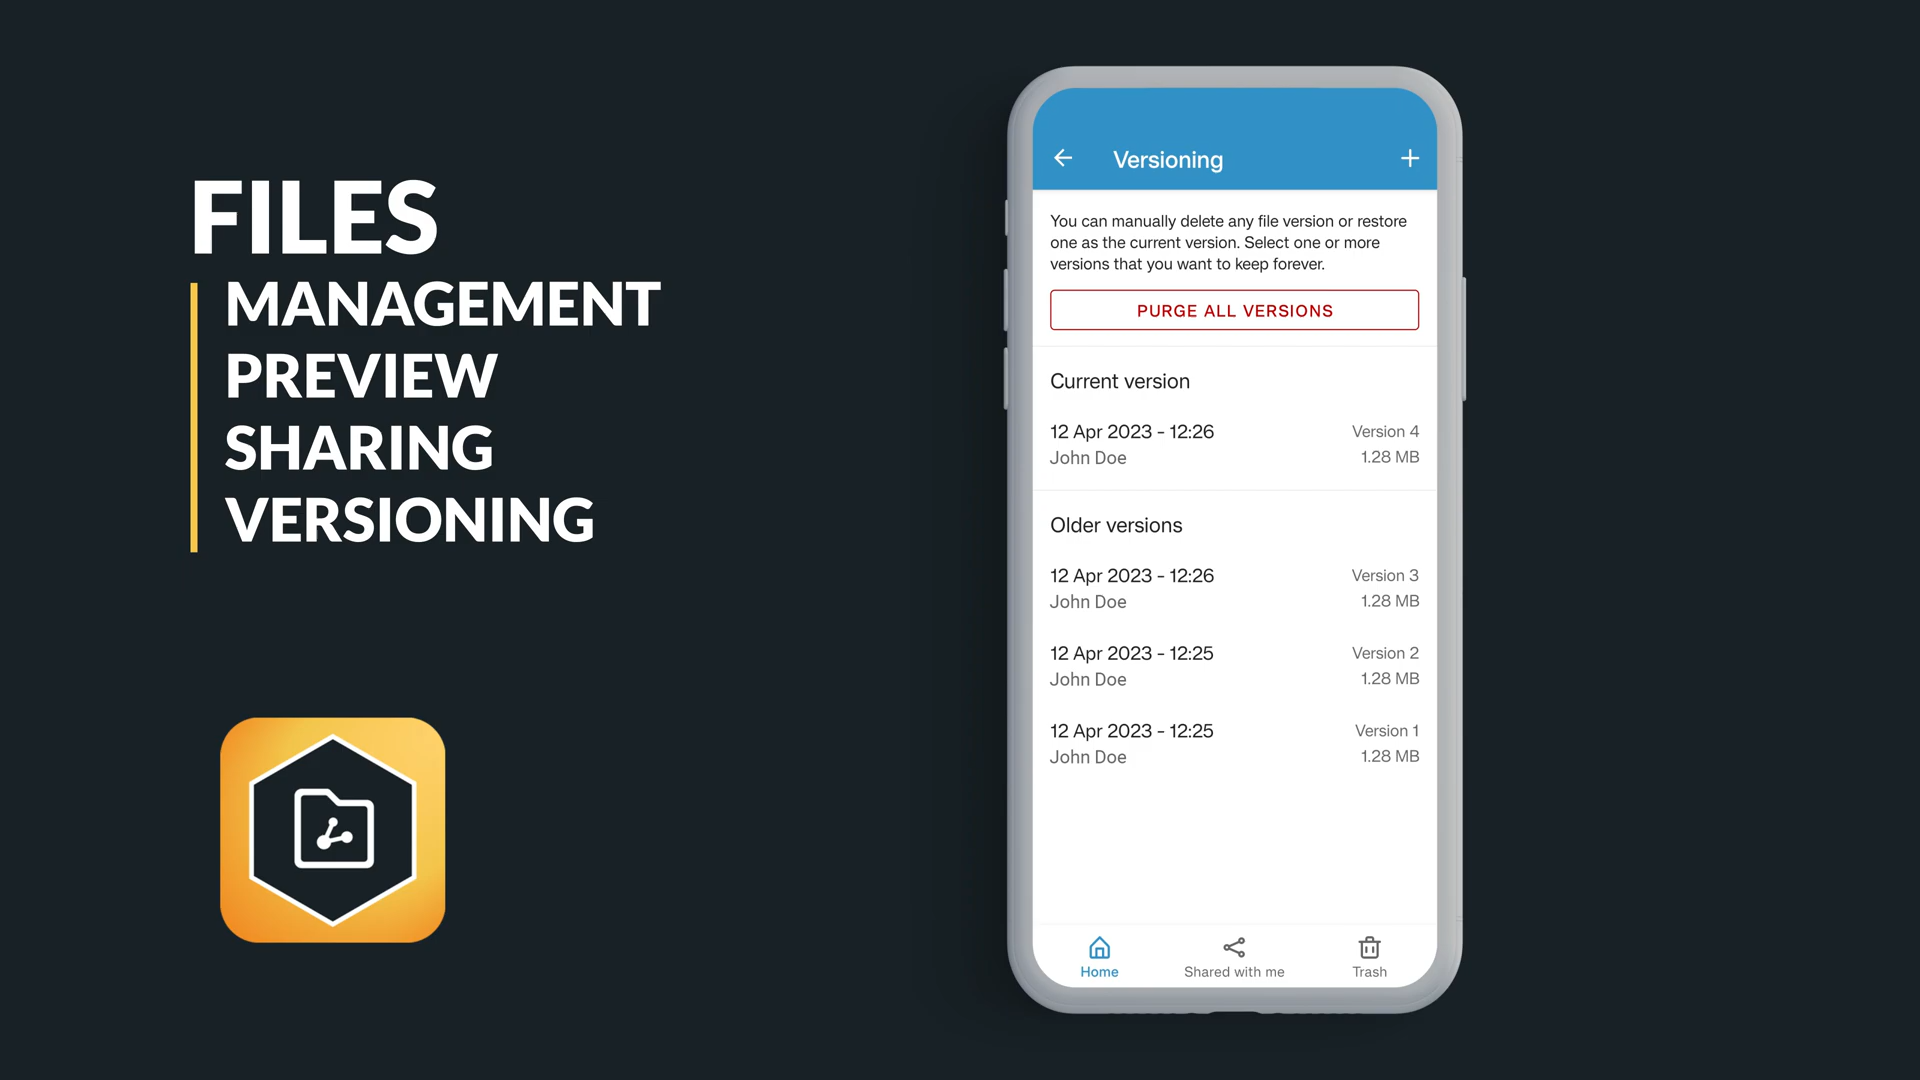 FILES
MANAGEMENT
PREVIEW
SHARING
VERSIONING
Versioning
You can manually delete any file version or restore
one as the current version. Select one or more
versions that you want to keep forever.
PURGE ALL VERSIONS
Current version
12 Apr 2023 - 12:26 Version 4
John Doe 1.28 MB
Older versions
12 Apr 2023 - 12:26 Version 3
John Doe 1.28 MB
12 Apr 2023 - 12:25 Version 2
John Doe 1.28 MB
12 Apr 2023 - 12:25 Version 1
John Doe 1.28 MB
Home Shared with me Trash